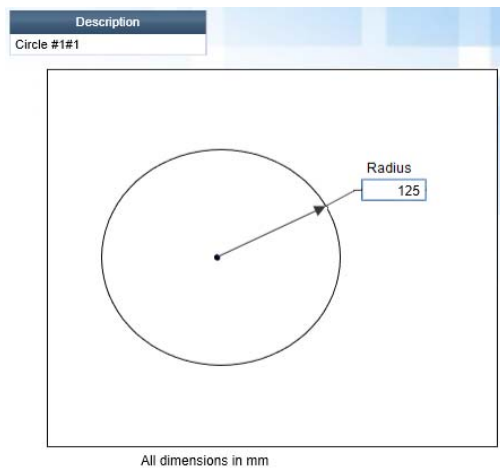 Description
Circle #1#1
Radius
125
All dimensions in mm